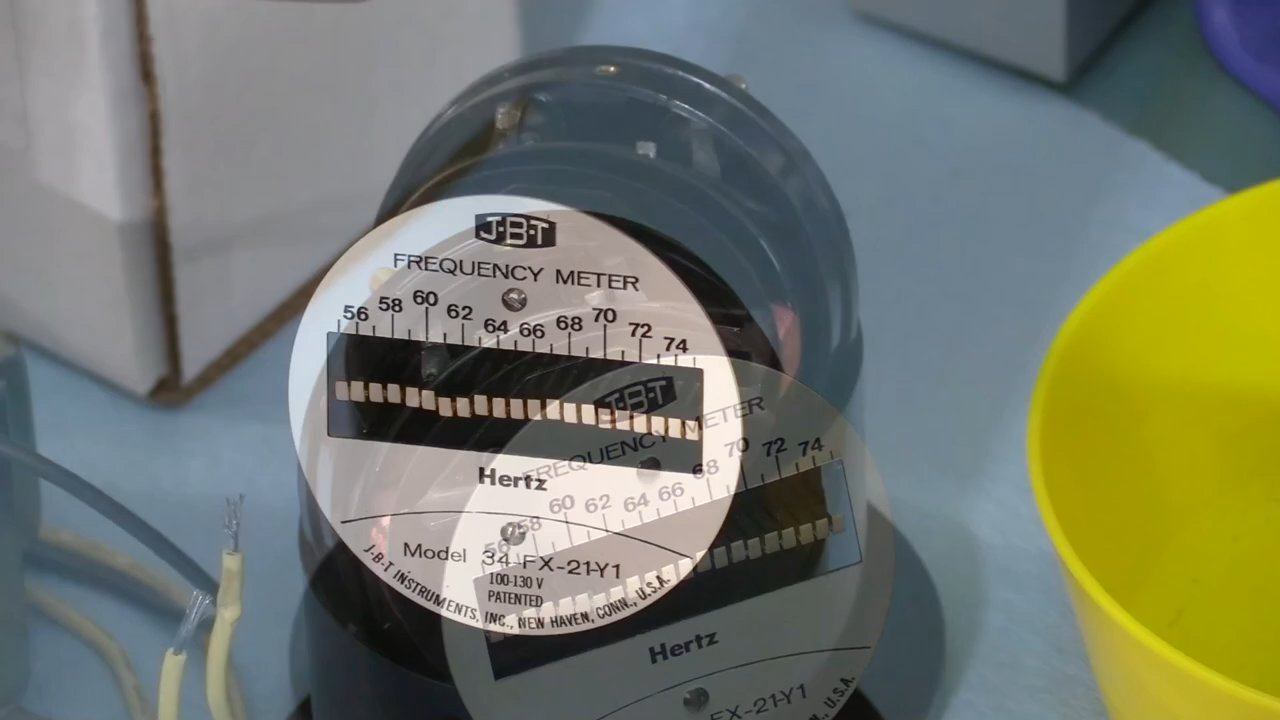 J·B·T
FREQUENCY METER
56 58 60 62 64 66 68 70 72 74
Hertz
Model 34-FX-21-Y1
100-130 V
PATENTED
J-B-T INSTRUMENTS, INC., NEW HAVEN, CONN., U.S.A.
J·B·T
FREQUENCY METER
56 58 60 62 64 66 68 70 72 74
Hertz
FX-21-Y1
U.S.A.